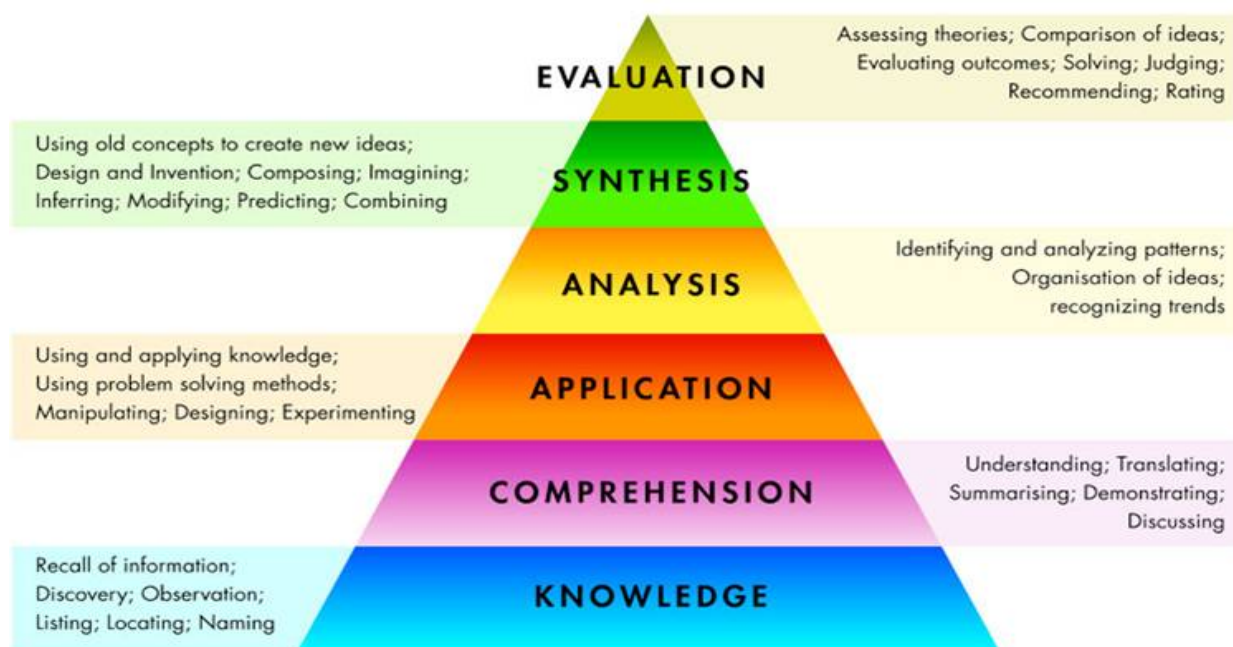 EVALUATION
Assessing theories; Comparison of ideas;
Evaluating outcomes; Solving; Judging;
Recommending; Rating
Using old concepts to create new ideas;
Design and Invention; Composing; Imagining;
Inferring; Modifying; Predicting; Combining
SYNTHESIS
ANALYSIS
Identifying and analyzing patterns;
Organisation of ideas;
recognizing trends
Using and applying knowledge;
Using problem solving methods;
Manipulating; Designing; Experimenting
APPLICATION
COMPREHENSION
Understanding; Translating;
Summarising; Demonstrating;
Discussing
Recall of information;
Discovery; Observation;
Listing; Locating; Naming
KNOWLEDGE